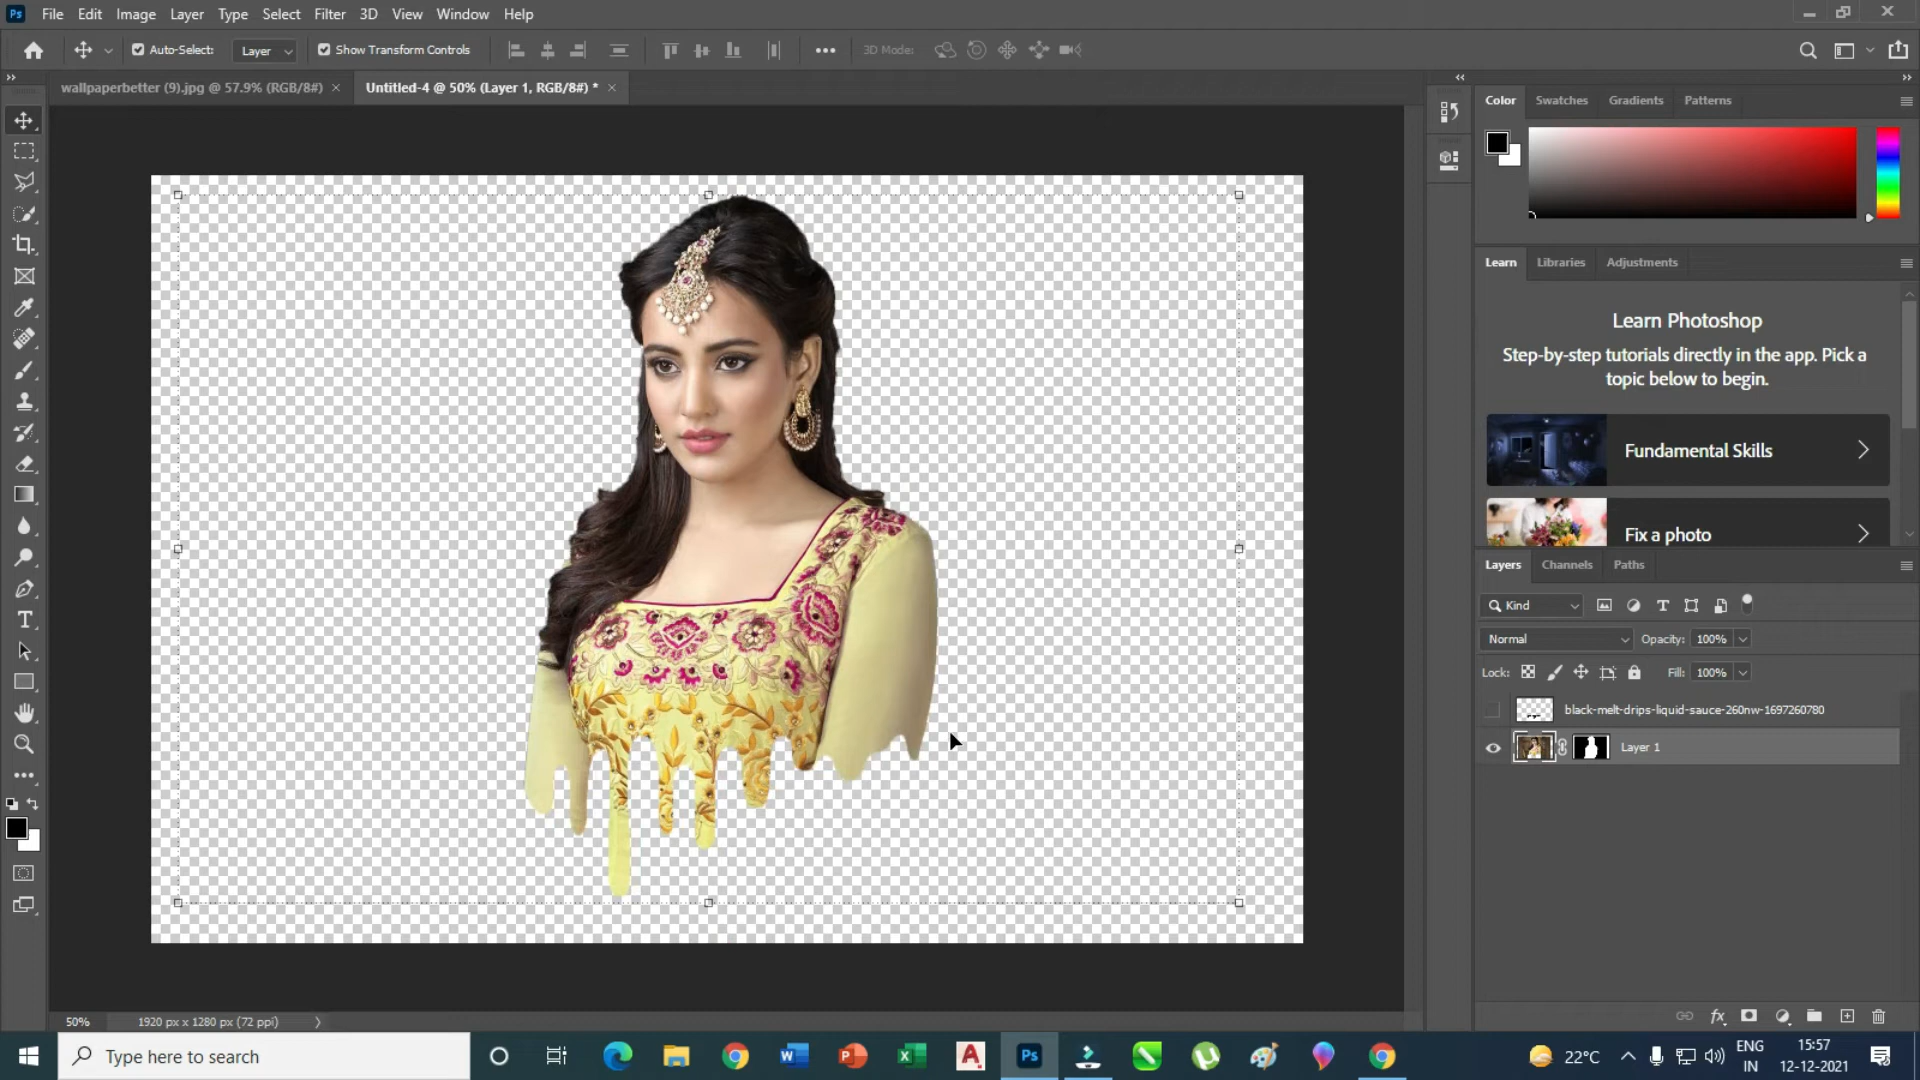 Ps File Edit Image Layer Type Select Filter 3D View Window Help
Auto-Select: Layer Show Transform Controls 3D Mode:
wallpaperbetter (9).jpg @ 57.9% (RGB/8#) × Untitled-4 @ 50% (Layer 1, RGB/8#) * ×
Color Swatches Gradients Patterns
Learn Libraries Adjustments
Learn Photoshop
Step-by-step tutorials directly in the app. Pick a
topic below to begin.
Fundamental Skills
Fix a photo
Layers Channels Paths
Kind
Normal Opacity: 100%
Lock: Fill: 100%
black-melt-drips-liquid-sauce-260nw-1697260780
Layer 1
50% 1920 px x 1280 px (72 ppi)
Type here to search
22°C ENG
IN
15:57
12-12-2021